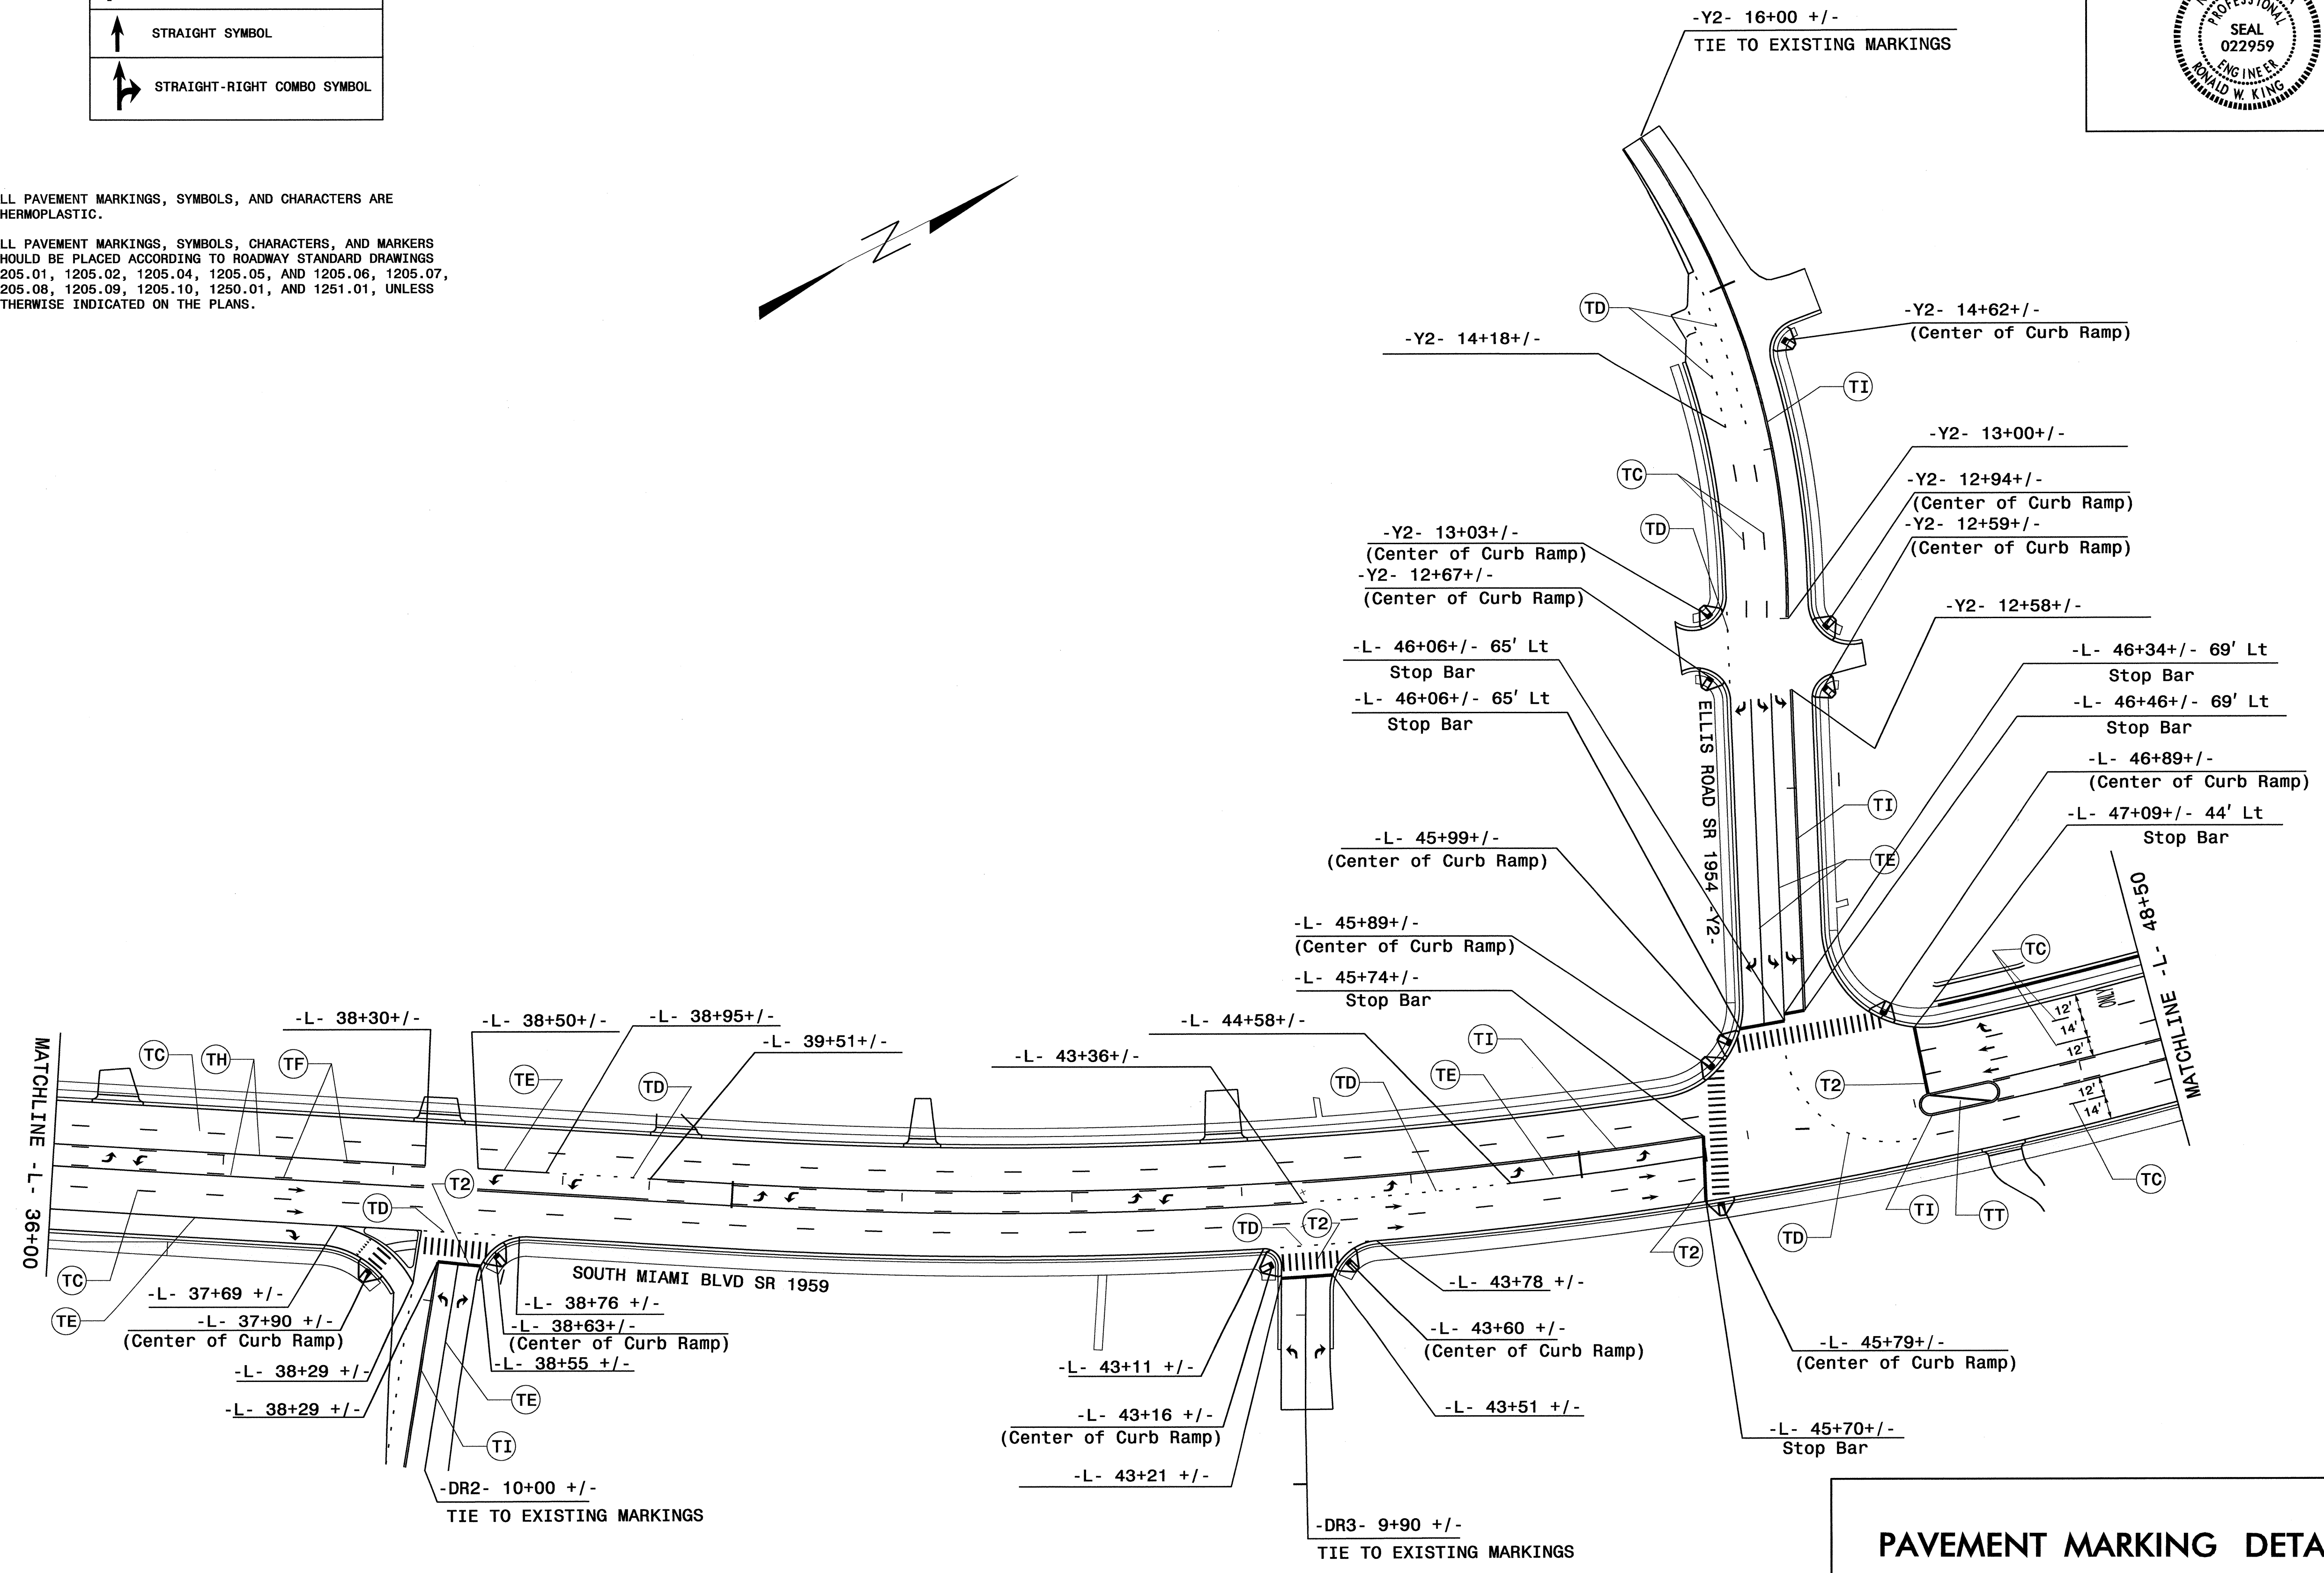 STRAIGHT SYMBOL
STRAIGHT-RIGHT COMBO SYMBOL
PROFESSIONAL
SEAL
022959
ENGINEER
RONALD W. KING
LL PAVEMENT MARKINGS, SYMBOLS, AND CHARACTERS ARE
HERMOPLASTIC.
LL PAVEMENT MARKINGS, SYMBOLS, CHARACTERS, AND MARKERS
HOULD BE PLACED ACCORDING TO ROADWAY STANDARD DRAWINGS
205.01, 1205.02, 1205.04, 1205.05, AND 1205.06, 1205.07,
205.08, 1205.09, 1205.10, 1250.01, AND 1251.01, UNLESS
THERWISE INDICATED ON THE PLANS.
N
-Y2- 16+00 +/-
TIE TO EXISTING MARKINGS
TD
-Y2- 14+62+/-
(Center of Curb Ramp)
-Y2- 14+18+/-
TI
-Y2- 13+00+/-
TC
-Y2- 12+94+/-
(Center of Curb Ramp)
-Y2- 12+59+/-
(Center of Curb Ramp)
TD
-Y2- 13+03+/-
(Center of Curb Ramp)
-Y2- 12+67+/-
(Center of Curb Ramp)
-Y2- 12+58+/-
-L- 46+06+/- 65' Lt
Stop Bar
-L- 46+06+/- 65' Lt
Stop Bar
-L- 46+34+/- 69' Lt
Stop Bar
-L- 46+46+/- 69' Lt
Stop Bar
-L- 46+89+/-
(Center of Curb Ramp)
-L- 47+09+/- 44' Lt
Stop Bar
ELLIS ROAD SR 1954 -Y2-
TI
TE
-L- 45+99+/-
(Center of Curb Ramp)
-L- 45+89+/-
(Center of Curb Ramp)
-L- 45+74+/-
Stop Bar
MATCHLINE -L- 48+50
TC
ONLY
12'
14'
12'
12'
14'
T2
TC
TI
TT
TD
T2
MATCHLINE -L- 36+00
-L- 38+30+/-
-L- 38+50+/-
-L- 38+95+/-
-L- 39+51+/-
-L- 43+36+/-
-L- 44+58+/-
TI
TC
TH
TF
TE
TD
TD
TE
T2
TD
TD
T2
TC
TE
SOUTH MIAMI BLVD SR 1959
-L- 37+69 +/-
-L- 37+90 +/-
(Center of Curb Ramp)
-L- 38+29 +/-
-L- 38+29 +/-
-L- 38+76 +/-
-L- 38+63+/-
(Center of Curb Ramp)
-L- 38+55 +/-
TE
TI
-DR2- 10+00 +/-
TIE TO EXISTING MARKINGS
-L- 43+11 +/-
-L- 43+16 +/-
(Center of Curb Ramp)
-L- 43+21 +/-
-L- 43+78 +/-
-L- 43+60 +/-
(Center of Curb Ramp)
-L- 43+51 +/-
-DR3- 9+90 +/-
TIE TO EXISTING MARKINGS
-L- 45+79+/-
(Center of Curb Ramp)
-L- 45+70+/-
Stop Bar
PAVEMENT MARKING DETA